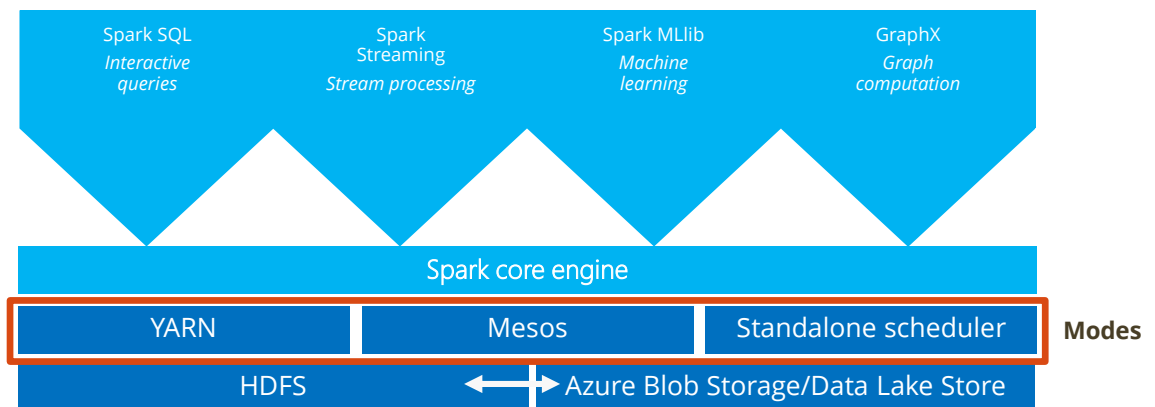 Spark SQL
Interactive
queries
Spark
Streaming
Stream processing
Spark MLlib
Machine
learning
GraphX
Graph
computation
Spark core engine
YARN
Mesos
Standalone scheduler
Modes
HDFS
Azure Blob Storage/Data Lake Store